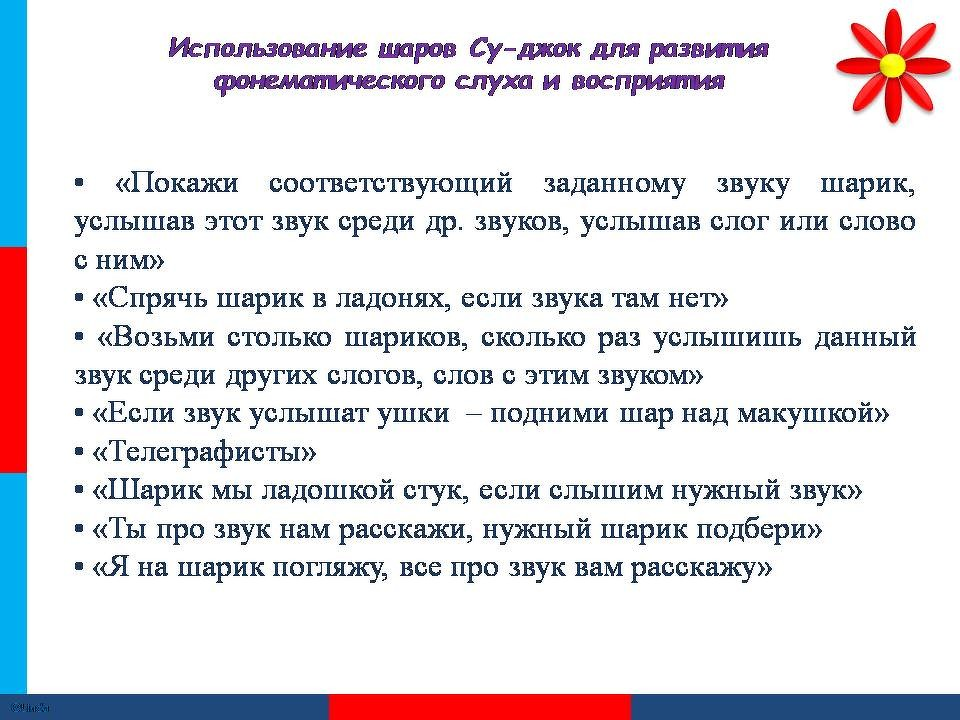 Использование шаров Су-джок для развития
фонематического слуха и восприятия
• «Покажи соответствующий заданному звуку шарик,
услышав этот звук среди др. звуков, услышав слог или слово
с ним»
• «Спрячь шарик в ладонях, если звука там нет»
• «Возьми столько шариков, сколько раз услышишь данный
звук среди других слогов, слов с этим звуком»
• «Если звук услышат ушки – подними шар над макушкой»
• «Телеграфисты»
• «Шарик мы ладошкой стук, если слышим нужный звук»
• «Ты про звук нам расскажи, нужный шарик подбери»
• «Я на шарик погляжу, все про звук вам расскажу»